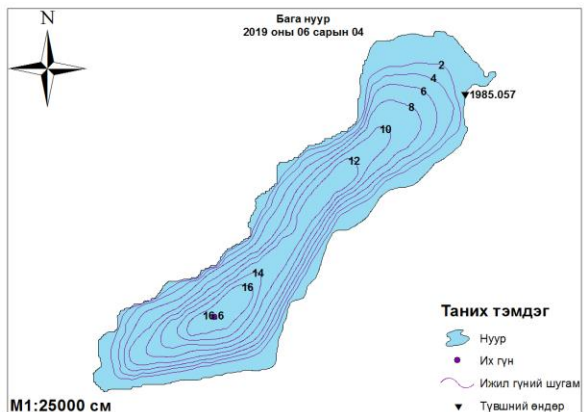 N
Бага нуур
2019 оны 06 сарын 04
2
4
6
1985.057
8
10
12
14
16
16.6
Таних тэмдэг
Нуур
Их гүн
Ижил гүний шугам
Түвшний өндөр
М1:25000 см